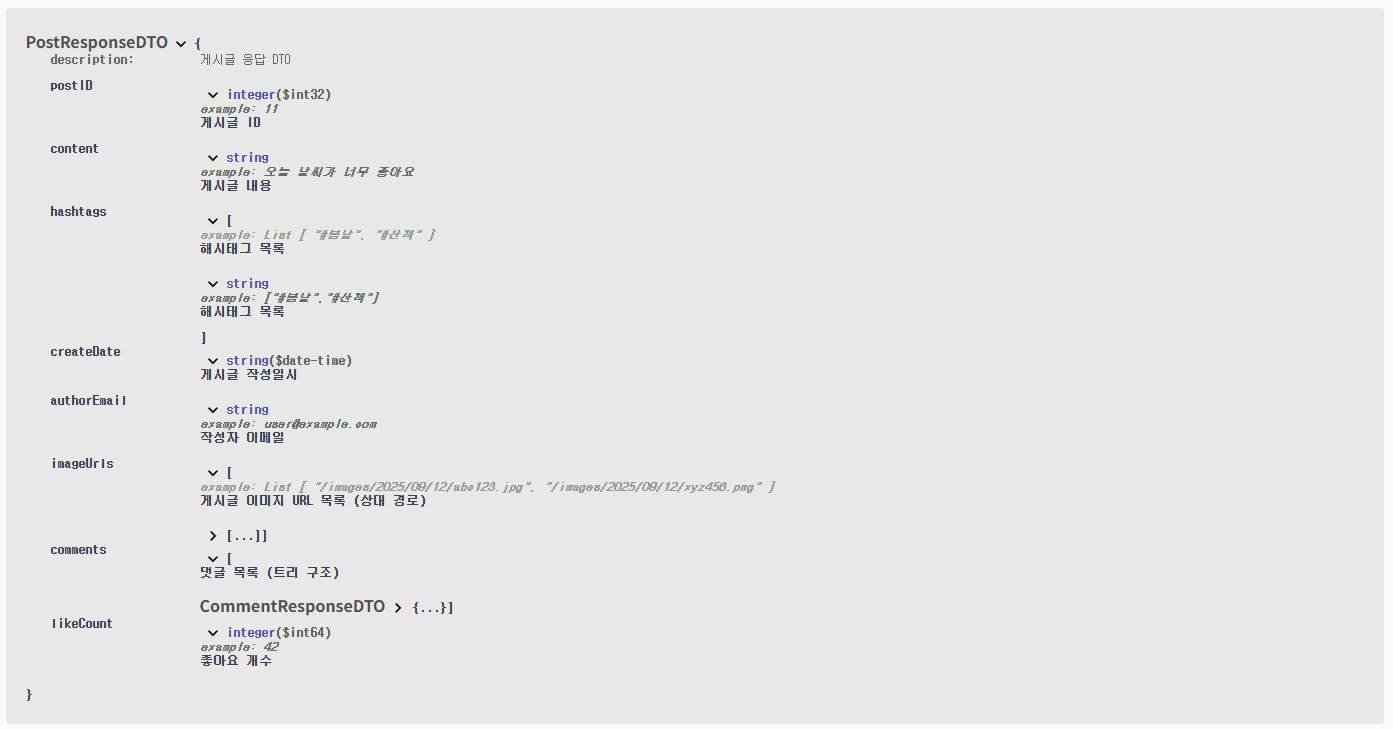 PostResponseDTO {
description: 게시글 응답 DTO
postID
integer($int32)
example: 11
게시글 ID
content
string
example: 오늘 날씨가 너무 좋아요
게시글 내용
hashtags
[
example: List [ "#봄날", "#산책" ]
해시태그 목록
string
example: ["#봄날","#산책"]
해시태그 목록
]
createDate
string($date-time)
게시글 작성일시
authorEmail
string
example: user@example.com
작성자 이메일
imageUrls
[
example: List [ "/images/2025/09/12/abc123.jpg", "/images/2025/09/12/xyz456.png" ]
게시글 이미지 URL 목록 (상대 경로)
[...]]
comments
[
댓글 목록 (트리 구조)
CommentResponseDTO {...}]
likeCount
integer($int64)
example: 42
좋아요 개수
}